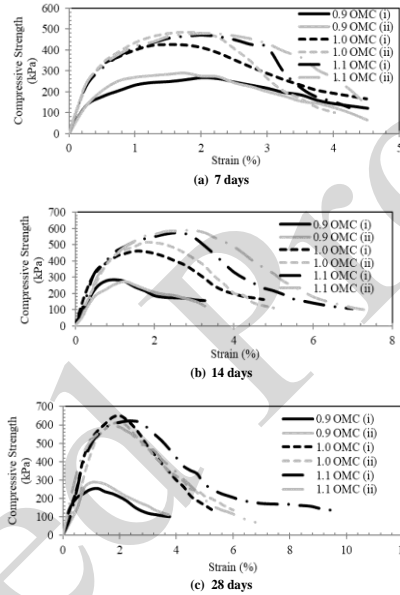 600
500
400
300
200
100
0
Compressive Strength
(kPa)
0.9 OMC (i)
0.9 OMC (ii)
1.0 OMC (i)
1.0 OMC (ii)
1.1 OMC (i)
1.1 OMC (ii)
0 1 2 3 4 5 6
Strain (%)
(a) 7 days
700
600
500
400
300
200
100
0
Compressive Strength
(kPa)
0.9 OMC (i)
0.9 OMC (ii)
1.0 OMC (i)
1.0 OMC (ii)
1.1 OMC (i)
1.1 OMC (ii)
0 2 4 6 8
Strain (%)
(b) 14 days
700
600
500
400
300
200
100
0
Compressive Strength
(kPa)
0.9 OMC (i)
0.9 OMC (ii)
1.0 OMC (i)
1.0 OMC (ii)
1.1 OMC (i)
1.1 OMC (ii)
0 2 4 6 8 10 12
Strain (%)
(c) 28 days